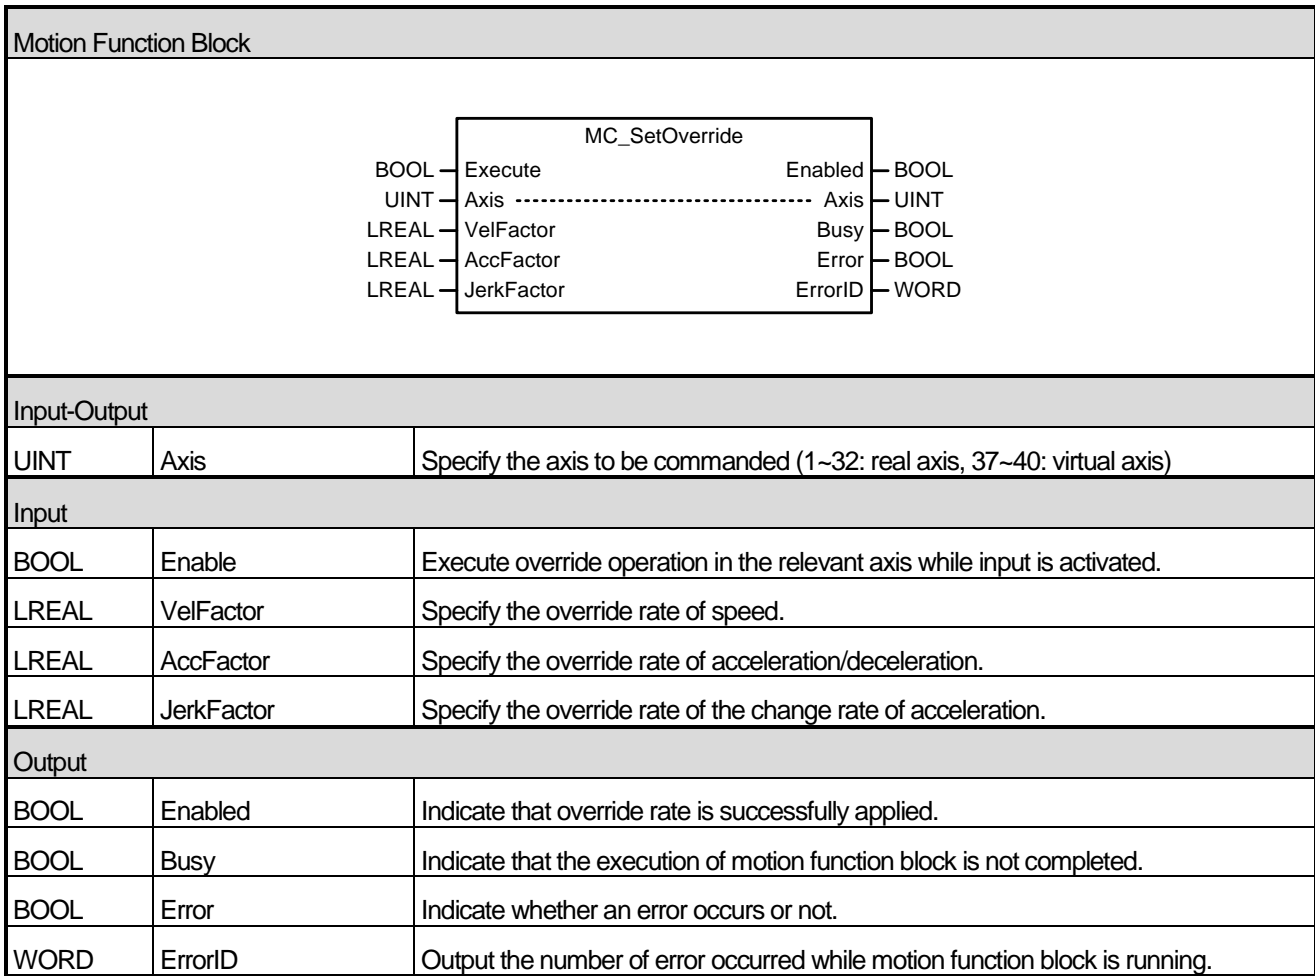 Motion Function Block
MC_SetOverride
BOOL Execute Enabled BOOL
UINT Axis Axis UINT
LREAL VelFactor Busy BOOL
LREAL AccFactor Error BOOL
LREAL JerkFactor ErrorID WORD
Input-Output
UINT Axis Specify the axis to be commanded (1~32: real axis, 37~40: virtual axis)
Input
BOOL Enable Execute override operation in the relevant axis while input is activated.
LREAL VelFactor Specify the override rate of speed.
LREAL AccFactor Specify the override rate of acceleration/deceleration.
LREAL JerkFactor Specify the override rate of the change rate of acceleration.
Output
BOOL Enabled Indicate that override rate is successfully applied.
BOOL Busy Indicate that the execution of motion function block is not completed.
BOOL Error Indicate whether an error occurs or not.
WORD ErrorID Output the number of error occurred while motion function block is running.